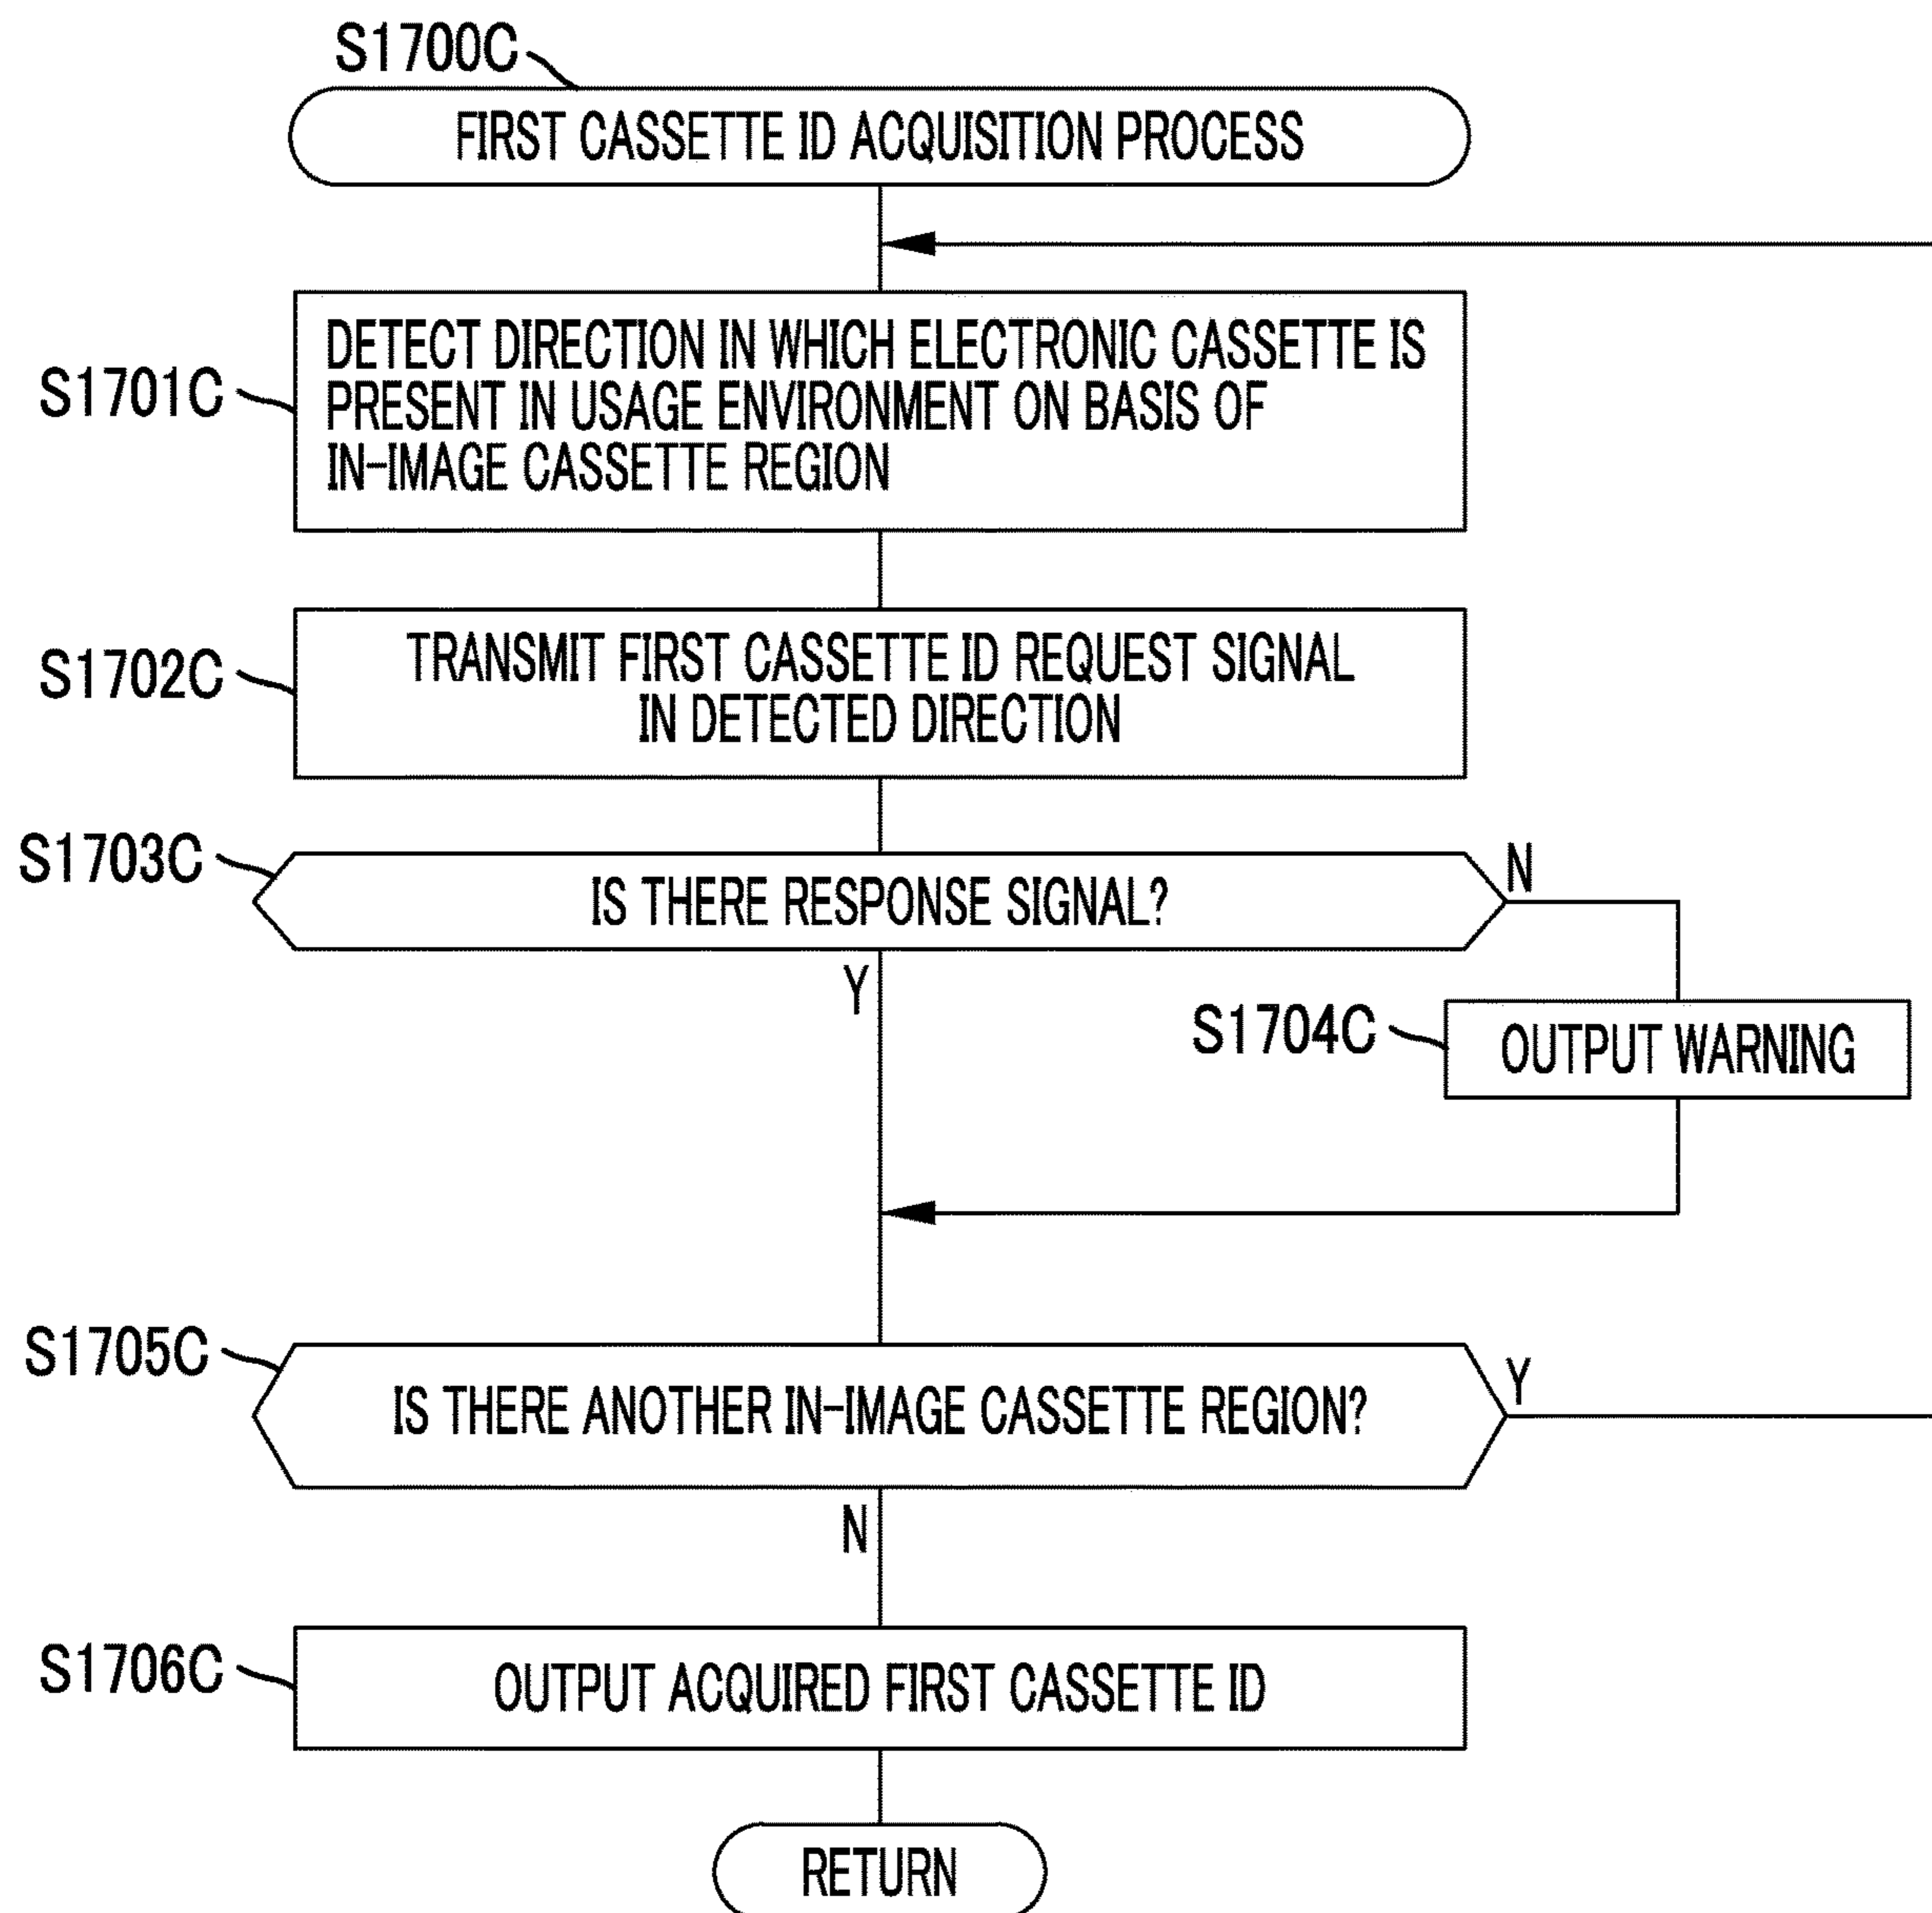 S1700C
FIRST CASSETTE ID ACQUISITION PROCESS
S1701C
DETECT DIRECTION IN WHICH ELECTRONIC CASSETTE IS
PRESENT IN USAGE ENVIRONMENT ON BASIS OF
IN-IMAGE CASSETTE REGION
S1702C
TRANSMIT FIRST CASSETTE ID REQUEST SIGNAL
IN DETECTED DIRECTION
S1703C
IS THERE RESPONSE SIGNAL?
N
Y
S1704C
OUTPUT WARNING
S1705C
IS THERE ANOTHER IN-IMAGE CASSETTE REGION?
Y
N
S1706C
OUTPUT ACQUIRED FIRST CASSETTE ID
RETURN